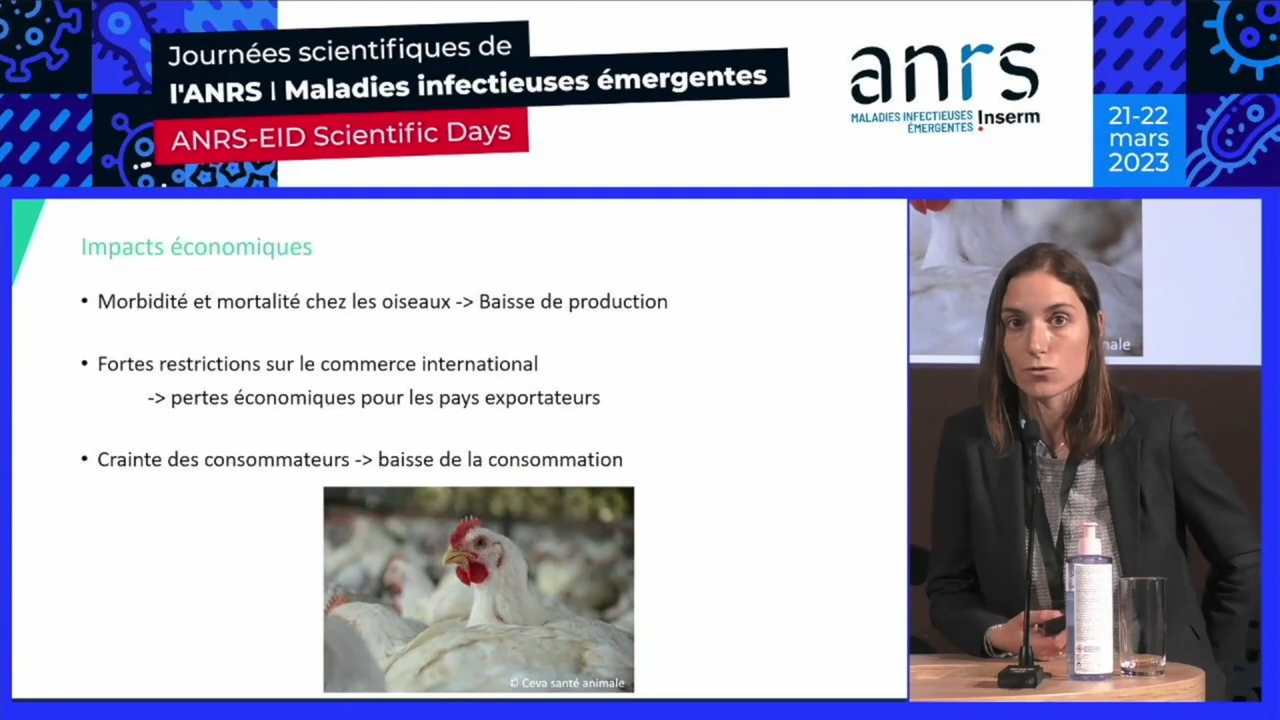 Journées scientifiques de
l'ANRS | Maladies infectieuses émergentes
ANRS-EID Scientific Days
anrs
MALADIES INFECTIEUSES
ÉMERGENTES
Inserm
21-22
mars
2023
Impacts économiques
• Morbidité et mortalité chez les oiseaux -> Baisse de production
• Fortes restrictions sur le commerce international
-> pertes économiques pour les pays exportateurs
• Crainte des consommateurs -> baisse de la consommation
© Ceva santé animale